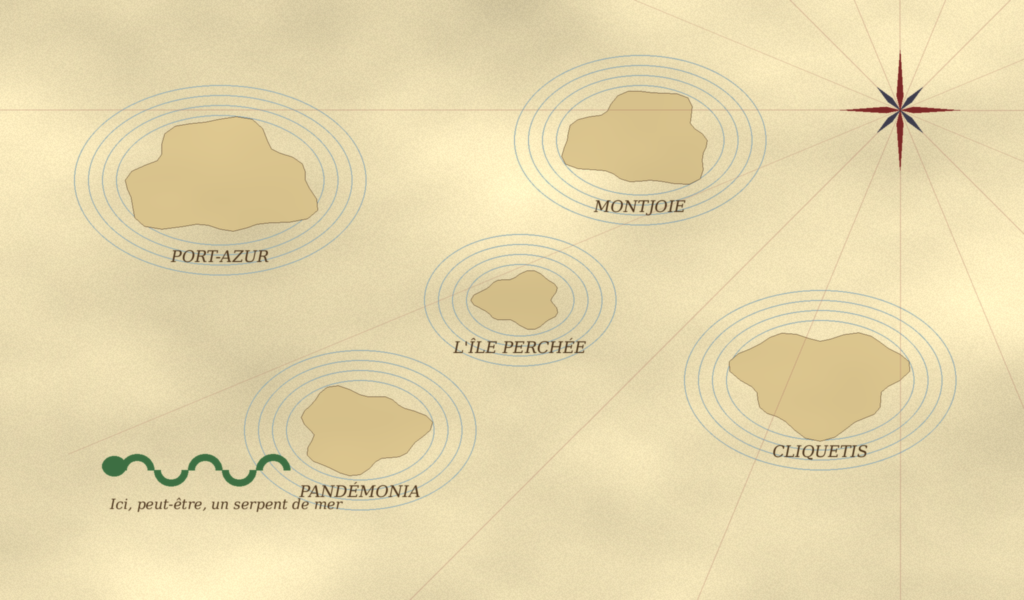 MONTJOIE
PORT-AZUR
L'ÎLE PERCHÉE
CLIQUETIS
PANDÉMONIA
Ici, peut-être, un serpent de mer